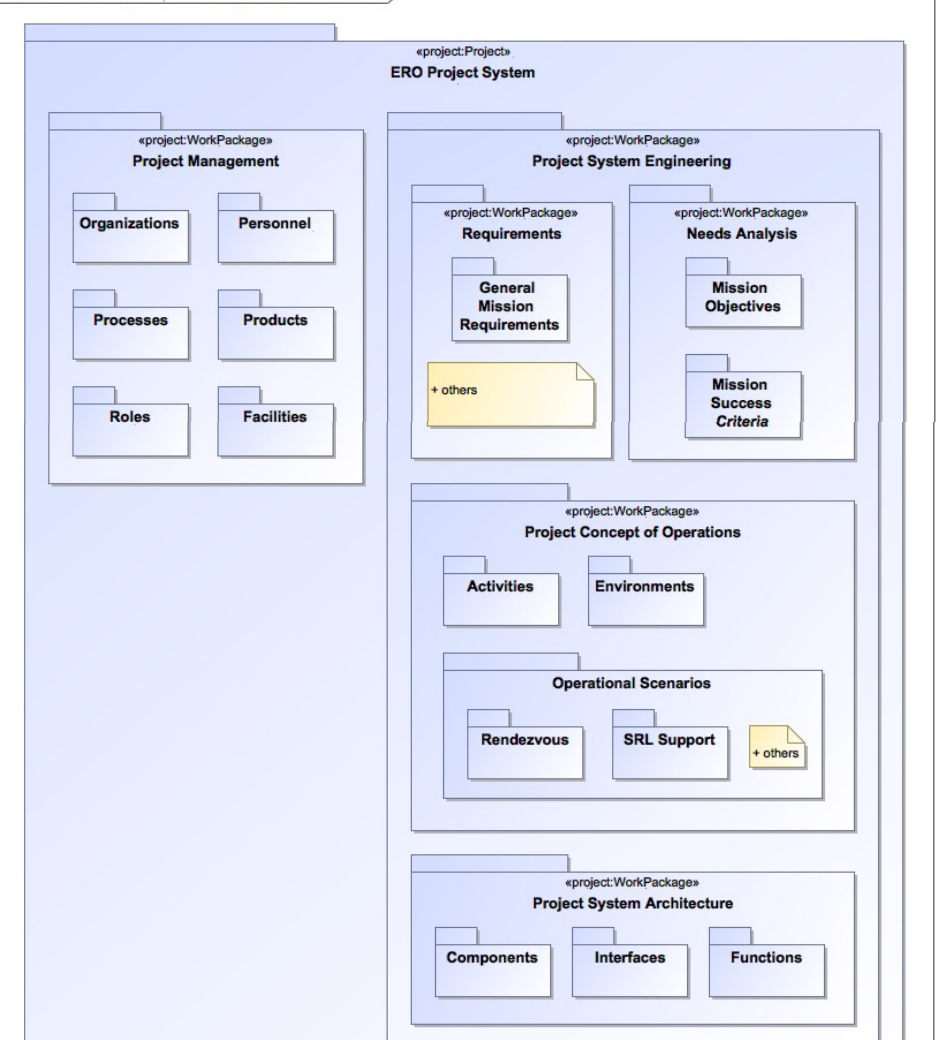 «project:Project»
ERO Project System
«project:WorkPackage»
Project Management
Organizations
Personnel
Processes
Products
Roles
Facilities
«project:WorkPackage»
Project System Engineering
«project:WorkPackage»
Requirements
General
Mission
Requirements
+ others
«project:WorkPackage»
Needs Analysis
Mission
Objectives
Mission
Success
Criteria
«project:WorkPackage»
Project Concept of Operations
Activities
Environments
Operational Scenarios
Rendezvous
SRL Support
+ others
«project:WorkPackage»
Project System Architecture
Components
Interfaces
Functions